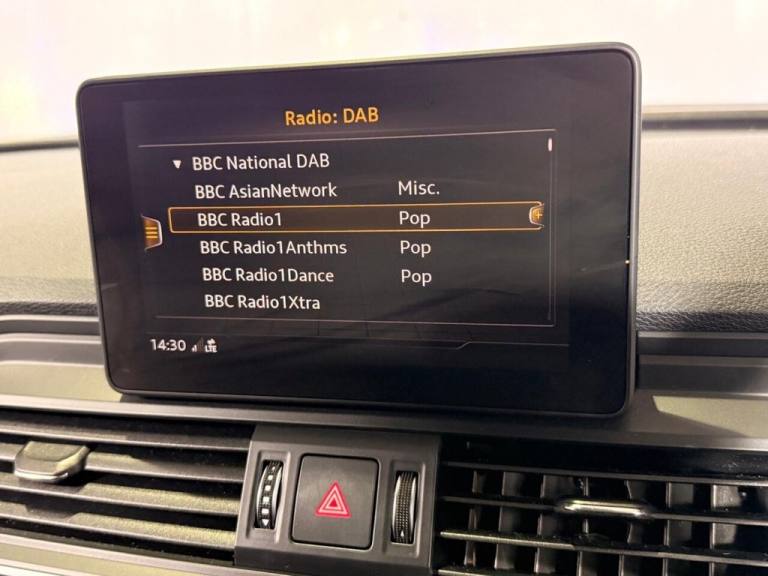 Radio: DAB
BBC National DAB
BBC AsianNetwork Misc.
BBC Radio1 Pop
BBC Radio1Anthms Pop
BBC Radio1Dance Pop
BBC Radio1Xtra
14:30 LTE